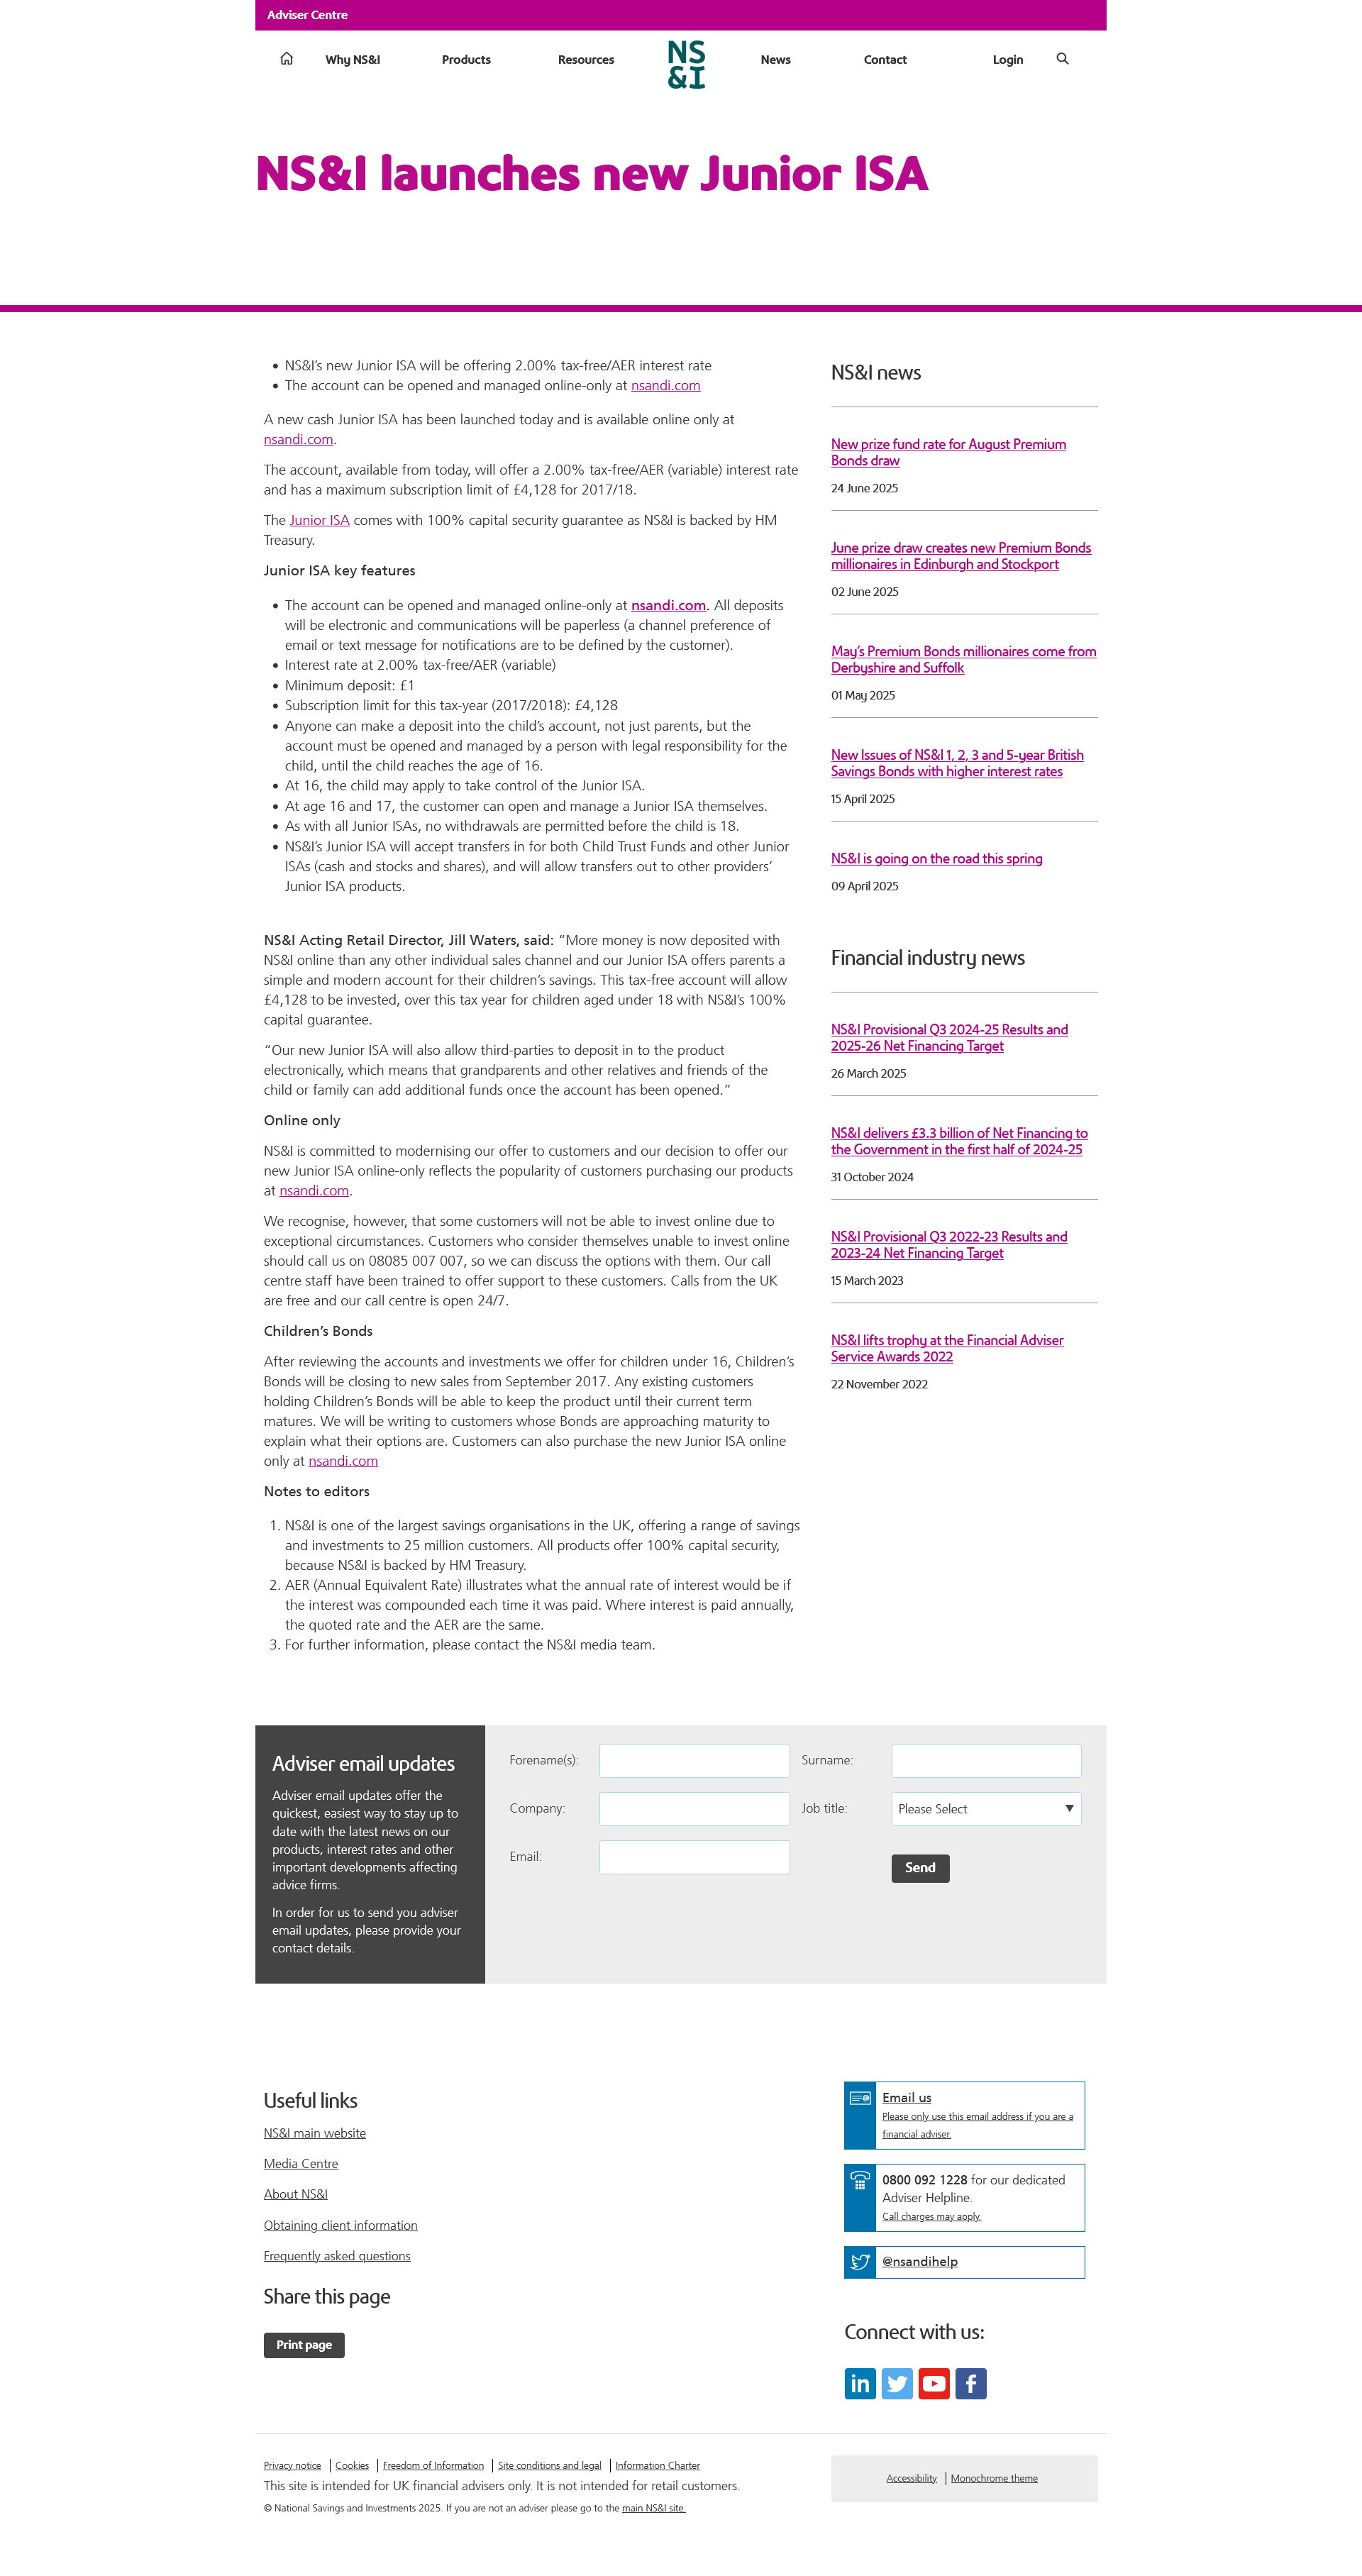 Adviser Centre
Why NS&I
Products
Resources
NS
&I
News
Contact
Login
NS&I launches new Junior ISA
• NS&I’s new Junior ISA will be offering 2.00% tax-free/AER interest rate
• The account can be opened and managed online-only at nsandi.com
A new cash Junior ISA has been launched today and is available online only at
nsandi.com.
The account, available from today, will offer a 2.00% tax-free/AER (variable) interest rate
and has a maximum subscription limit of £4,128 for 2017/18.
The Junior ISA comes with 100% capital security guarantee as NS&I is backed by HM
Treasury.
Junior ISA key features
• The account can be opened and managed online-only at nsandi.com. All deposits
will be electronic and communications will be paperless (a channel preference of
email or text message for notifications are to be defined by the customer).
• Interest rate at 2.00% tax-free/AER (variable)
• Minimum deposit: £1
• Subscription limit for this tax-year (2017/2018): £4,128
• Anyone can make a deposit into the child’s account, not just parents, but the
account must be opened and managed by a person with legal responsibility for the
child, until the child reaches the age of 16.
• At 16, the child may apply to take control of the Junior ISA.
• At age 16 and 17, the customer can open and manage a Junior ISA themselves.
• As with all Junior ISAs, no withdrawals are permitted before the child is 18.
• NS&I’s Junior ISA will accept transfers in for both Child Trust Funds and other Junior
ISAs (cash and stocks and shares), and will allow transfers out to other providers’
Junior ISA products.
NS&I Acting Retail Director, Jill Waters, said: “More money is now deposited with
NS&I online than any other individual sales channel and our Junior ISA offers parents a
simple and modern account for their children’s savings. This tax-free account will allow
£4,128 to be invested, over this tax year for children aged under 18 with NS&I’s 100%
capital guarantee.
“Our new Junior ISA will also allow third-parties to deposit in to the product
electronically, which means that grandparents and other relatives and friends of the
child or family can add additional funds once the account has been opened.”
Online only
NS&I is committed to modernising our offer to customers and our decision to offer our
new Junior ISA online-only reflects the popularity of customers purchasing our products
at nsandi.com.
We recognise, however, that some customers will not be able to invest online due to
exceptional circumstances. Customers who consider themselves unable to invest online
should call us on 08085 007 007, so we can discuss the options with them. Our call
centre staff have been trained to offer support to these customers. Calls from the UK
are free and our call centre is open 24/7.
Children’s Bonds
After reviewing the accounts and investments we offer for children under 16, Children’s
Bonds will be closing to new sales from September 2017. Any existing customers
holding Children’s Bonds will be able to keep the product until their current term
matures. We will be writing to customers whose Bonds are approaching maturity to
explain what their options are. Customers can also purchase the new Junior ISA online
only at nsandi.com
Notes to editors
1. NS&I is one of the largest savings organisations in the UK, offering a range of savings
and investments to 25 million customers. All products offer 100% capital security,
because NS&I is backed by HM Treasury.
2. AER (Annual Equivalent Rate) illustrates what the annual rate of interest would be if
the interest was compounded each time it was paid. Where interest is paid annually,
the quoted rate and the AER are the same.
3. For further information, please contact the NS&I media team.
NS&I news
New prize fund rate for August Premium
Bonds draw
24 June 2025
June prize draw creates new Premium Bonds
millionaires in Edinburgh and Stockport
02 June 2025
May’s Premium Bonds millionaires come from
Derbyshire and Suffolk
01 May 2025
New Issues of NS&I 1, 2, 3 and 5-year British
Savings Bonds with higher interest rates
15 April 2025
NS&I is going on the road this spring
09 April 2025
Financial industry news
NS&I Provisional Q3 2024-25 Results and
2025-26 Net Financing Target
26 March 2025
NS&I delivers £3.3 billion of Net Financing to
the Government in the first half of 2024-25
31 October 2024
NS&I Provisional Q3 2022-23 Results and
2023-24 Net Financing Target
15 March 2023
NS&I lifts trophy at the Financial Adviser
Service Awards 2022
22 November 2022
Adviser email updates
Adviser email updates offer the
quickest, easiest way to stay up to
date with the latest news on our
products, interest rates and other
important developments affecting
advice firms.
In order for us to send you adviser
email updates, please provide your
contact details.
Forename(s):
Surname:
Company:
Job title:
Please Select
Email:
Send
Useful links
NS&I main website
Media Centre
About NS&I
Obtaining client information
Frequently asked questions
Share this page
Print page
Email us
Please only use this email address if you are a
financial adviser.
0800 092 1228 for our dedicated
Adviser Helpline.
Call charges may apply.
@nsandihelp
Connect with us:
in
f
Privacy notice | Cookies | Freedom of Information | Site conditions and legal | Information Charter
This site is intended for UK financial advisers only. It is not intended for retail customers.
© National Savings and Investments 2025. If you are not an adviser please go to the main NS&I site.
Accessibility | Monochrome theme